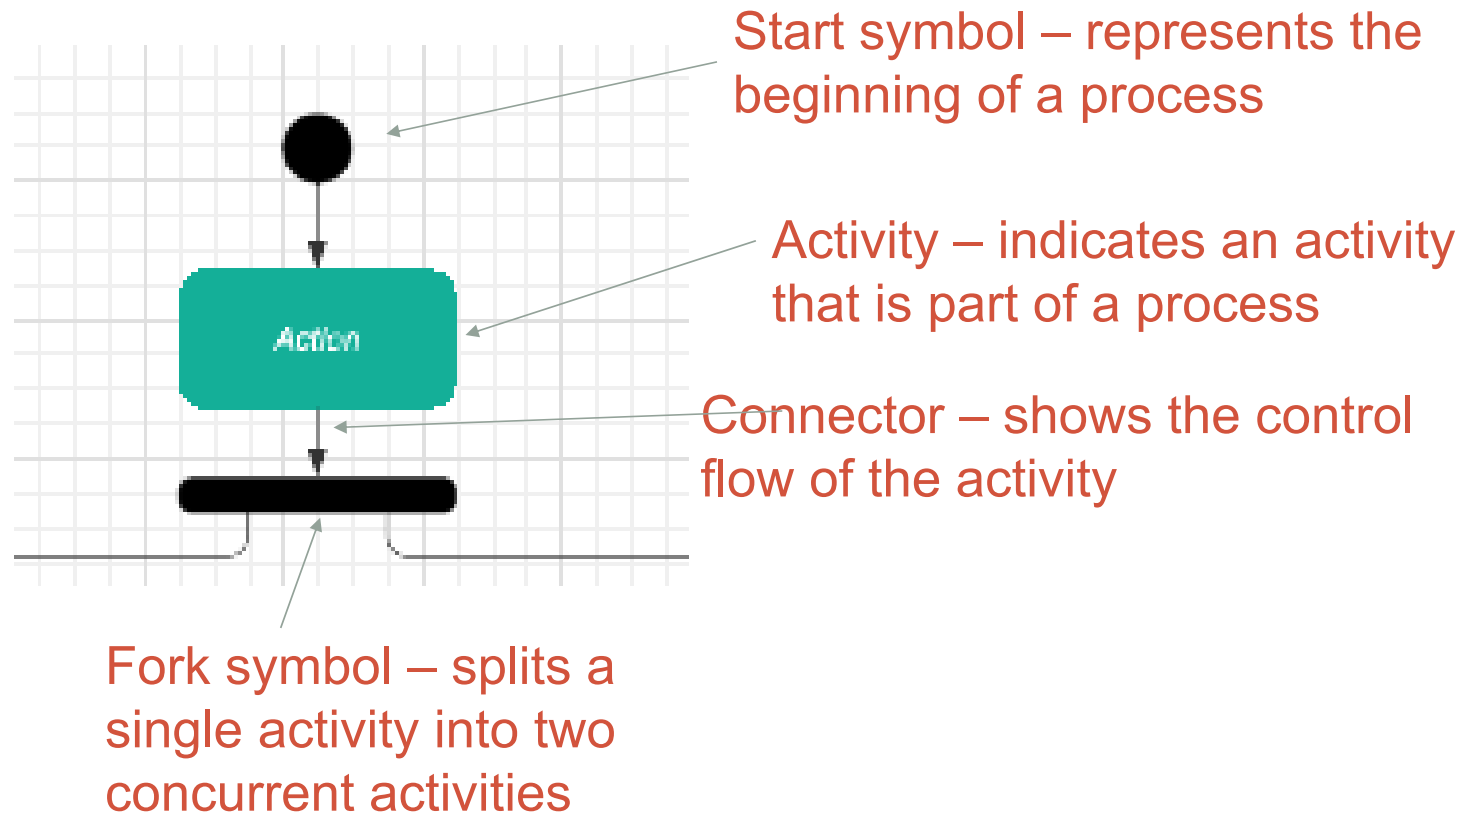 Start symbol – represents the
beginning of a process
Activity – indicates an activity
that is part of a process
Action
Connector – shows the control
flow of the activity
Fork symbol – splits a
single activity into two
concurrent activities